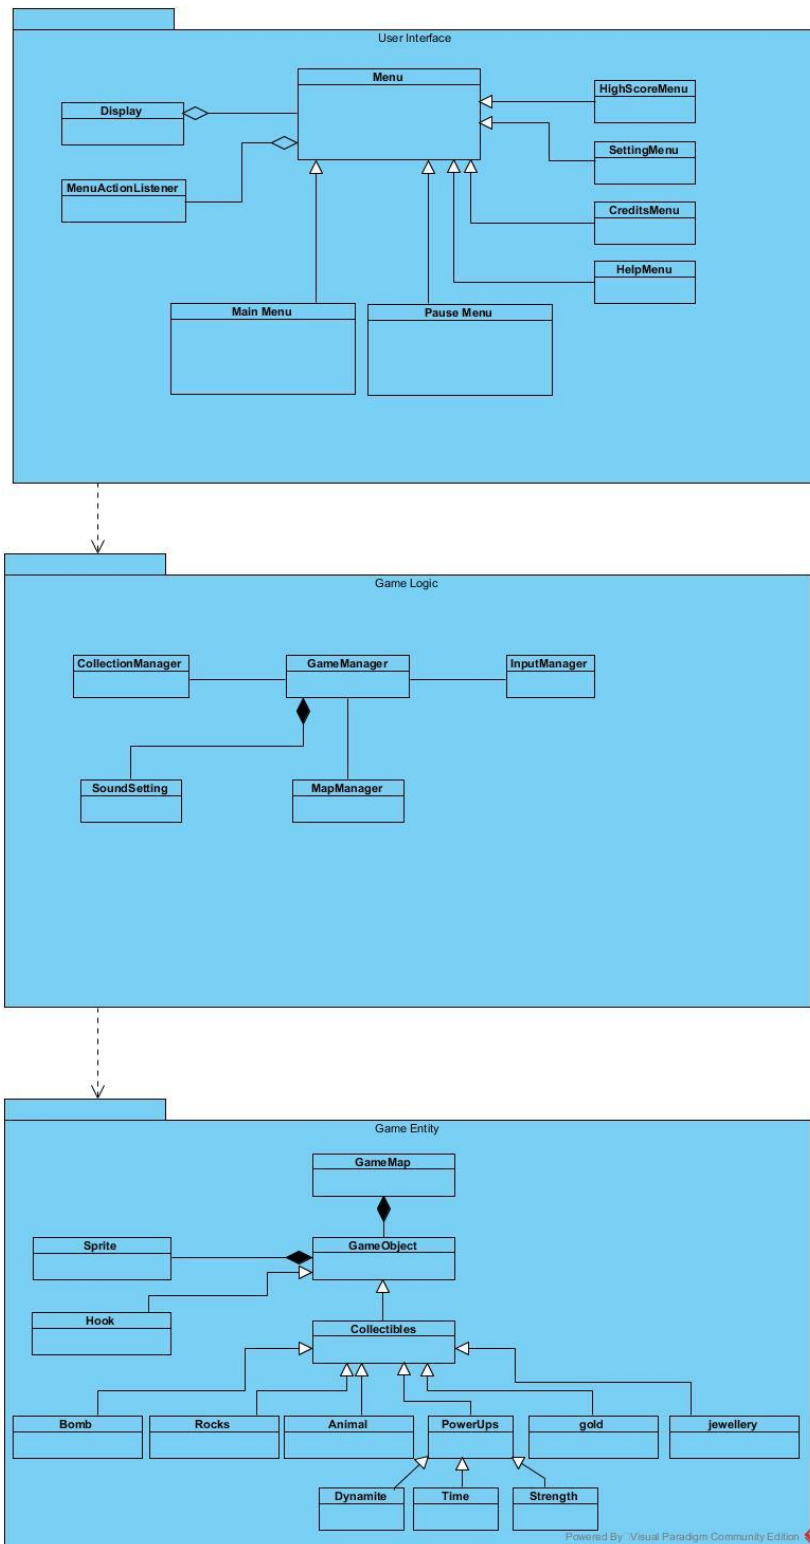 User Interface
Menu
Display
HighScoreMenu
SettingMenu
MenuActionListener
CreditsMenu
HelpMenu
Main Menu
Pause Menu
Game Logic
CollectionManager
GameManager
InputManager
SoundSetting
MapManager
Game Entity
GameMap
Sprite
GameObject
Hook
Collectibles
Bomb
Rocks
Animal
PowerUps
gold
jewellery
Dynamite
Time
Strength
Powered By Visual Paradigm Community Edition